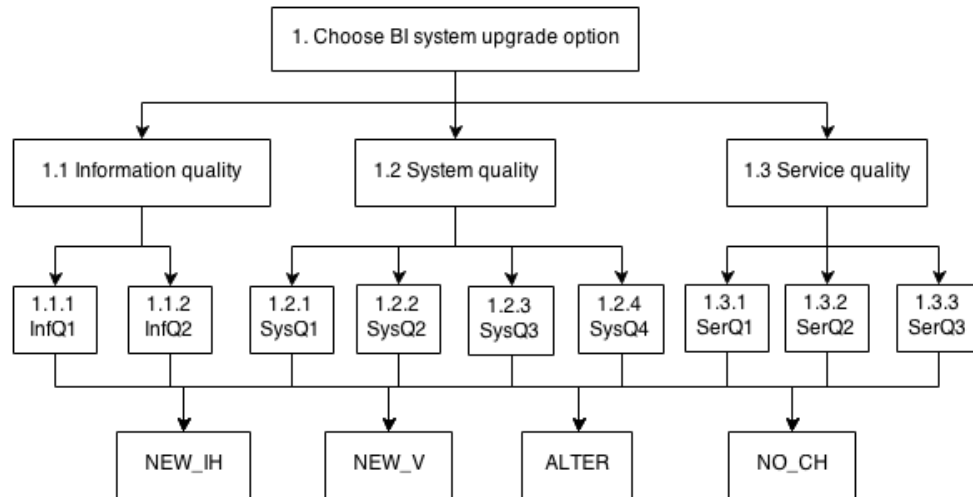 1. Choose BI system upgrade option
1.1 Information quality
1.2 System quality
1.3 Service quality
1.1.1
InfQ1
1.1.2
InfQ2
1.2.1
SysQ1
1.2.2
SysQ2
1.2.3
SysQ3
1.2.4
SysQ4
1.3.1
SerQ1
1.3.2
SerQ2
1.3.3
SerQ3
NEW_IH
NEW_V
ALTER
NO_CH